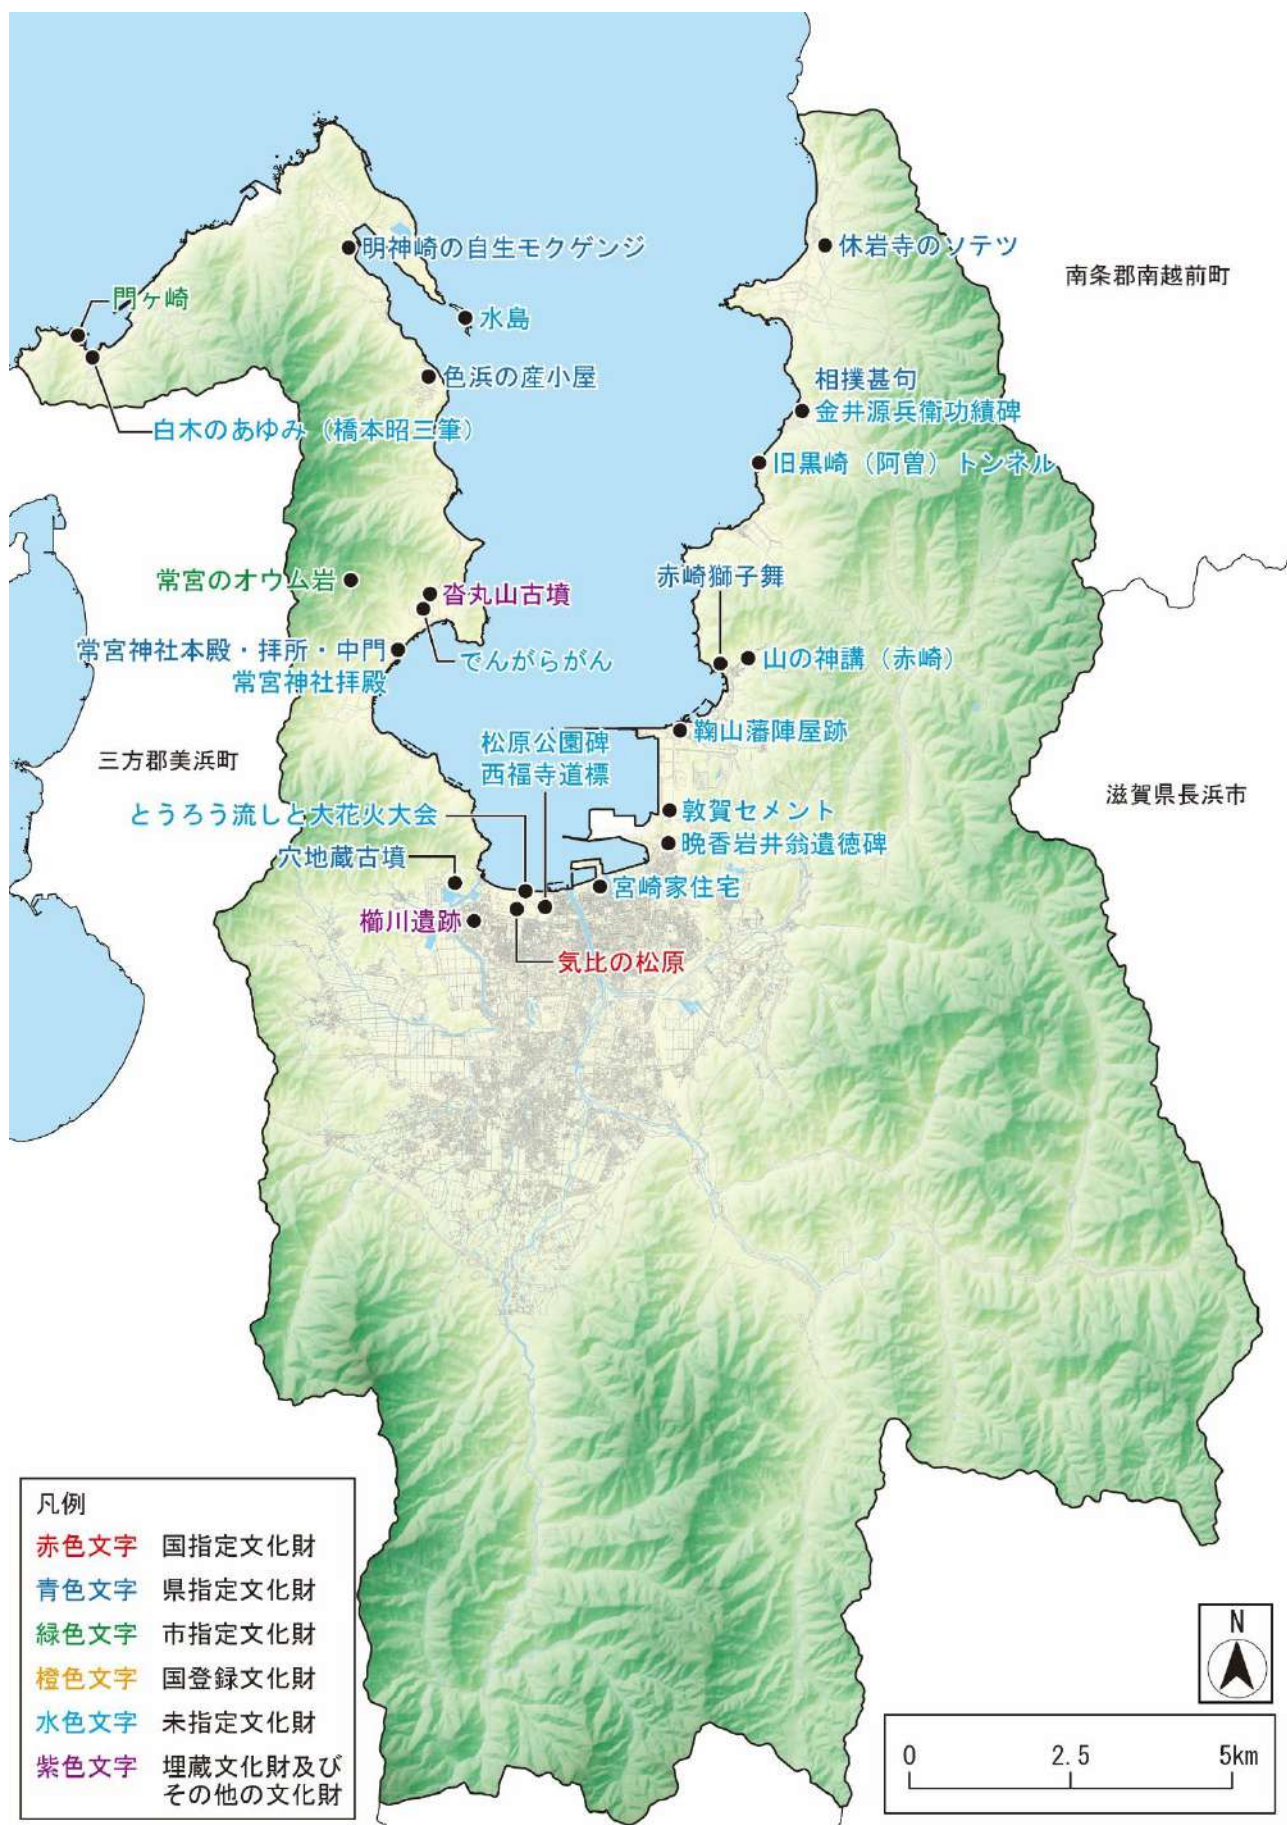 明神崎の自生モクゲンジ
休岩寺のソテツ
南条郡南越前町
門ヶ崎
水島
色浜の産小屋
相撲甚句
金井源兵衛功績碑
白木のあゆみ（橋本昭三筆）
旧黒崎（阿曽）トンネル
常宮のオウム岩
沓丸山古墳
赤崎獅子舞
常宮神社本殿・拝所・中門
でんがらがん
山の神講（赤崎）
常宮神社拝殿
鞠山藩陣屋跡
松原公園碑
西福寺道標
三方郡美浜町
滋賀県長浜市
とうろう流しと大花火大会
敦賀セメント
晩香岩井翁遺徳碑
穴地蔵古墳
宮崎家住宅
櫛川遺跡
気比の松原
凡例
赤色文字 国指定文化財
青色文字 県指定文化財
緑色文字 市指定文化財
橙色文字 国登録文化財
水色文字 未指定文化財
紫色文字 埋蔵文化財及び
その他の文化財
N
0 2.5 5km